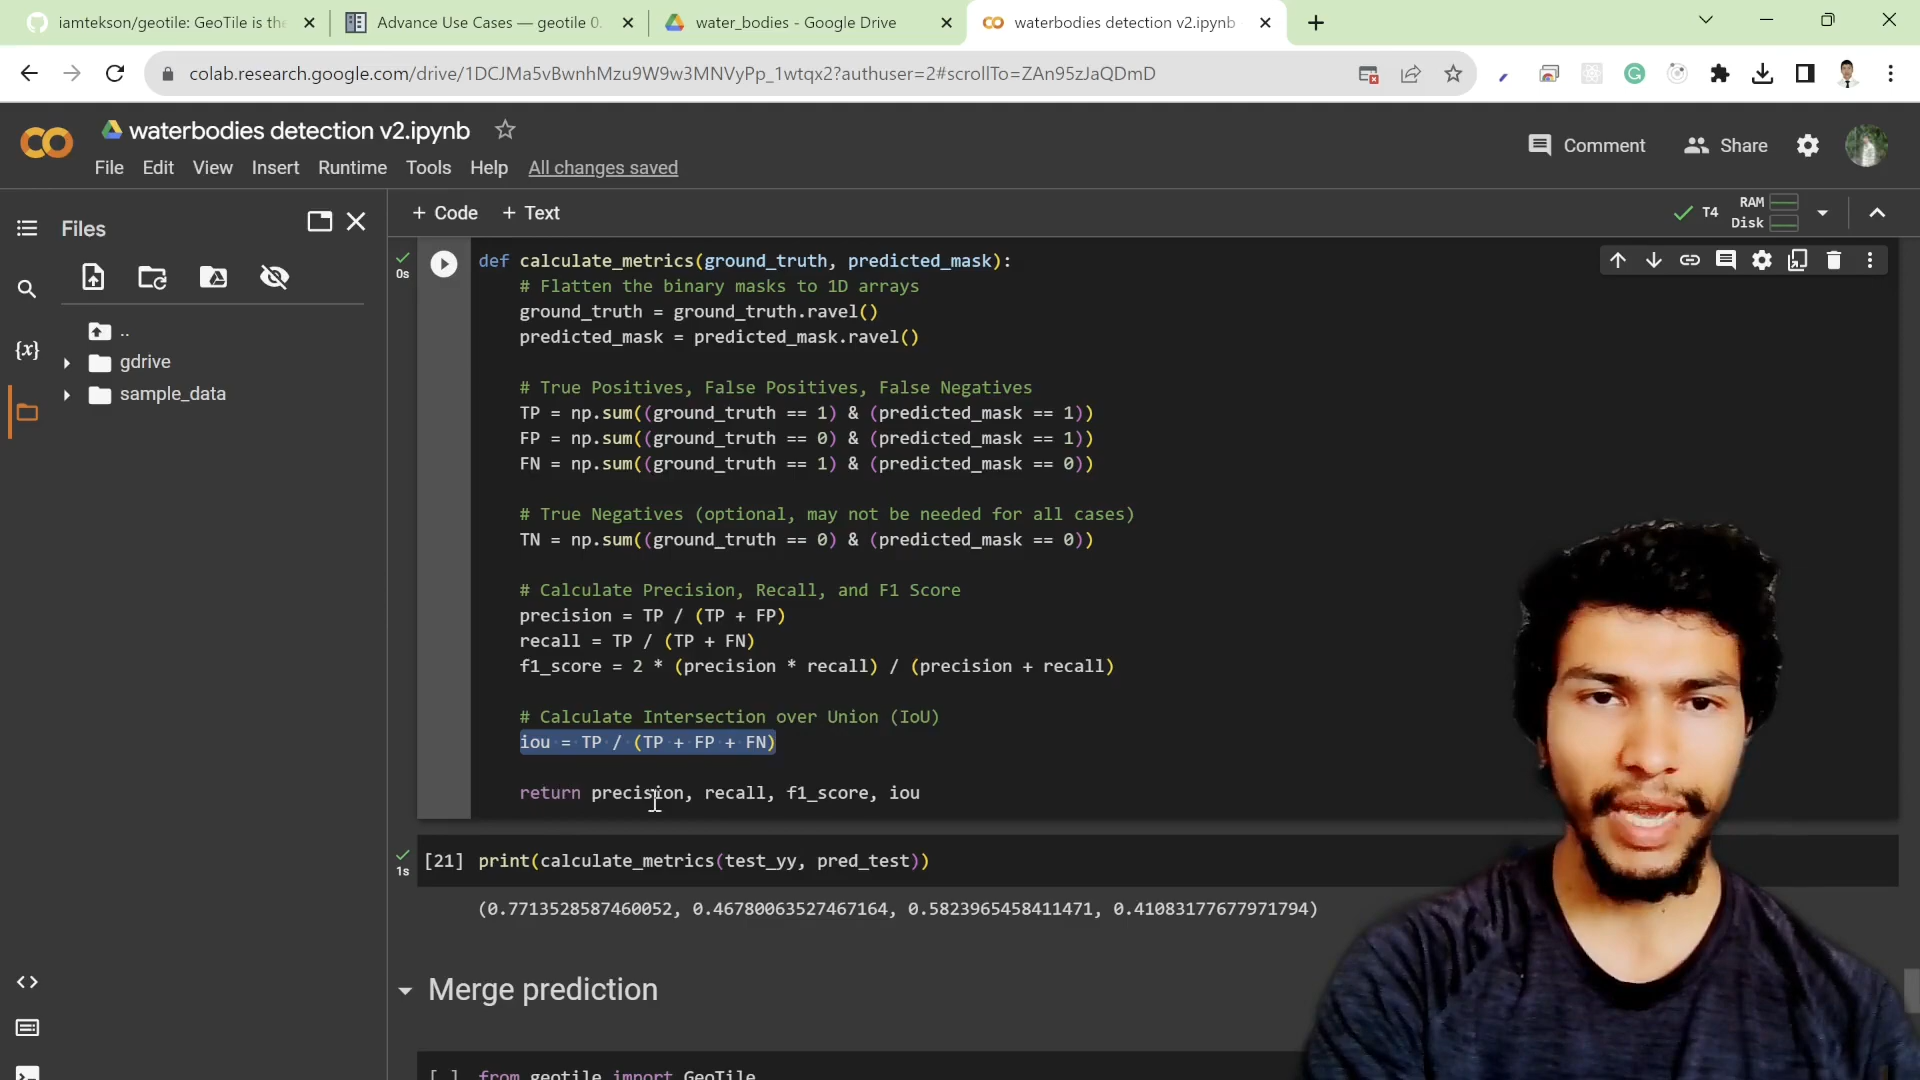 iamtekson/geotile: GeoTile is the
Advance Use Cases — geotile 0.
water_bodies - Google Drive
waterbodies detection v2.ipynb
colab.research.google.com/drive/1DCJMa5vBwnhMzu9W9w3MNVyPp_1wtqx2?authuser=2#scrollTo=ZAn95zJaQDmD
waterbodies detection v2.ipynb
File Edit View Insert Runtime Tools Help All changes saved
Comment Share
Files
+ Code + Text
T4 RAM
Disk
..
gdrive
sample_data
{x}
0s
def calculate_metrics(ground_truth, predicted_mask):
# Flatten the binary masks to 1D arrays
ground_truth = ground_truth.ravel()
predicted_mask = predicted_mask.ravel()
# True Positives, False Positives, False Negatives
TP = np.sum((ground_truth == 1) & (predicted_mask == 1))
FP = np.sum((ground_truth == 0) & (predicted_mask == 1))
FN = np.sum((ground_truth == 1) & (predicted_mask == 0))
# True Negatives (optional, may not be needed for all cases)
TN = np.sum((ground_truth == 0) & (predicted_mask == 0))
# Calculate Precision, Recall, and F1 Score
precision = TP / (TP + FP)
recall = TP / (TP + FN)
f1_score = 2 * (precision * recall) / (precision + recall)
# Calculate Intersection over Union (IoU)
iou = TP / (TP + FP + FN)
return precision, recall, f1_score, iou
1s
[21] print(calculate_metrics(test_yy, pred_test))
(0.7713528587460052, 0.46780063527467164, 0.5823965458411471, 0.41083177677971794)
Merge prediction
[ ] from geotile import GeoTile